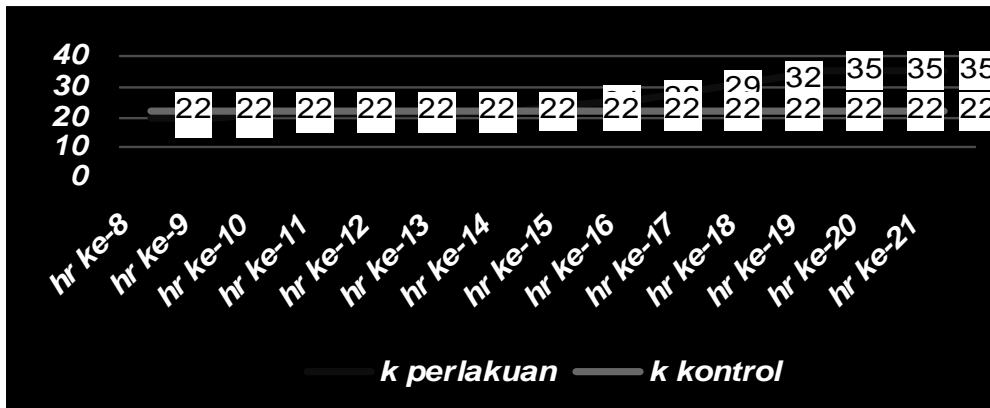 40
30
20
10
0
29 32 35 35 35
22 22 22 22 22 22 22 22 22 22 22 22 22 22
hr ke-8
hr ke-9
hr ke-10
hr ke-11
hr ke-12
hr ke-13
hr ke-14
hr ke-15
hr ke-16
hr ke-17
hr ke-18
hr ke-19
hr ke-20
hr ke-21
k perlakuan k kontrol